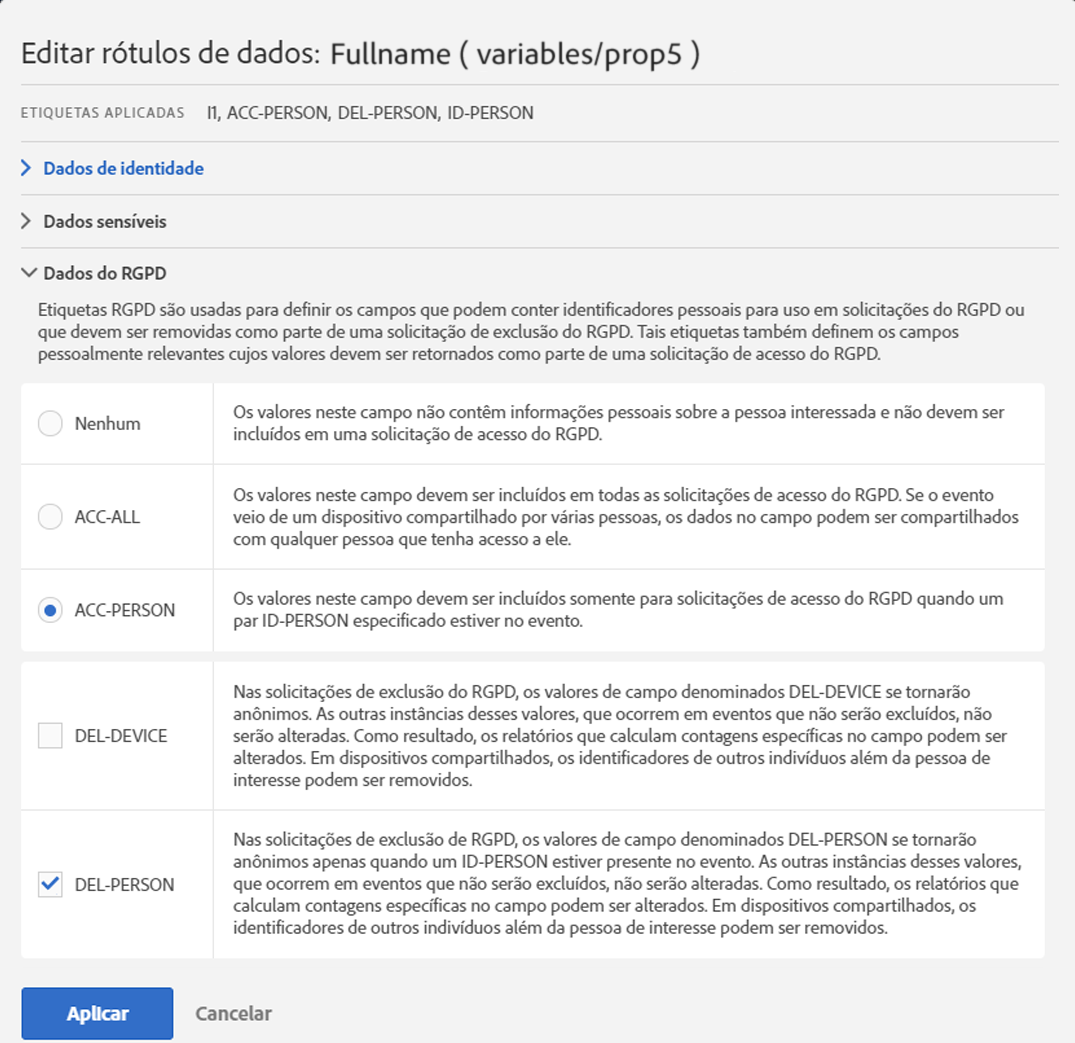 Editar rótulos de dados: Fullname ( variables/prop5 )
ETIQUETAS APLICADAS I1, ACC-PERSON, DEL-PERSON, ID-PERSON
Dados de identidade
Dados sensíveis
Dados do RGPD
Etiquetas RGPD são usadas para definir os campos que podem conter identificadores pessoais para uso em solicitações do RGPD ou
que devem ser removidas como parte de uma solicitação de exclusão do RGPD. Tais etiquetas também definem os campos
pessoalmente relevantes cujos valores devem ser retornados como parte de uma solicitação de acesso do RGPD.
Nenhum
Os valores neste campo não contêm informações pessoais sobre a pessoa interessada e não devem ser
incluídos em uma solicitação de acesso do RGPD.
ACC-ALL
Os valores neste campo devem ser incluídos em todas as solicitações de acesso do RGPD. Se o evento
veio de um dispositivo compartilhado por várias pessoas, os dados no campo podem ser compartilhados
com qualquer pessoa que tenha acesso a ele.
ACC-PERSON
Os valores neste campo devem ser incluídos somente para solicitações de acesso do RGPD quando um
par ID-PERSON especificado estiver no evento.
DEL-DEVICE
Nas solicitações de exclusão do RGPD, os valores de campo denominados DEL-DEVICE se tornarão
anônimos. As outras instâncias desses valores, que ocorrem em eventos que não serão excluídos, não
serão alteradas. Como resultado, os relatórios que calculam contagens específicas no campo podem ser
alterados. Em dispositivos compartilhados, os identificadores de outros indivíduos além da pessoa de
interesse podem ser removidos.
DEL-PERSON
Nas solicitações de exclusão de RGPD, os valores de campo denominados DEL-PERSON se tornarão
anônimos apenas quando um ID-PERSON estiver presente no evento. As outras instâncias desses valores,
que ocorrem em eventos que não serão excluídos, não serão alteradas. Como resultado, os relatórios que
calculam contagens específicas no campo podem ser alterados. Em dispositivos compartilhados, os
identificadores de outros indivíduos além da pessoa de interesse podem ser removidos.
Aplicar Cancelar